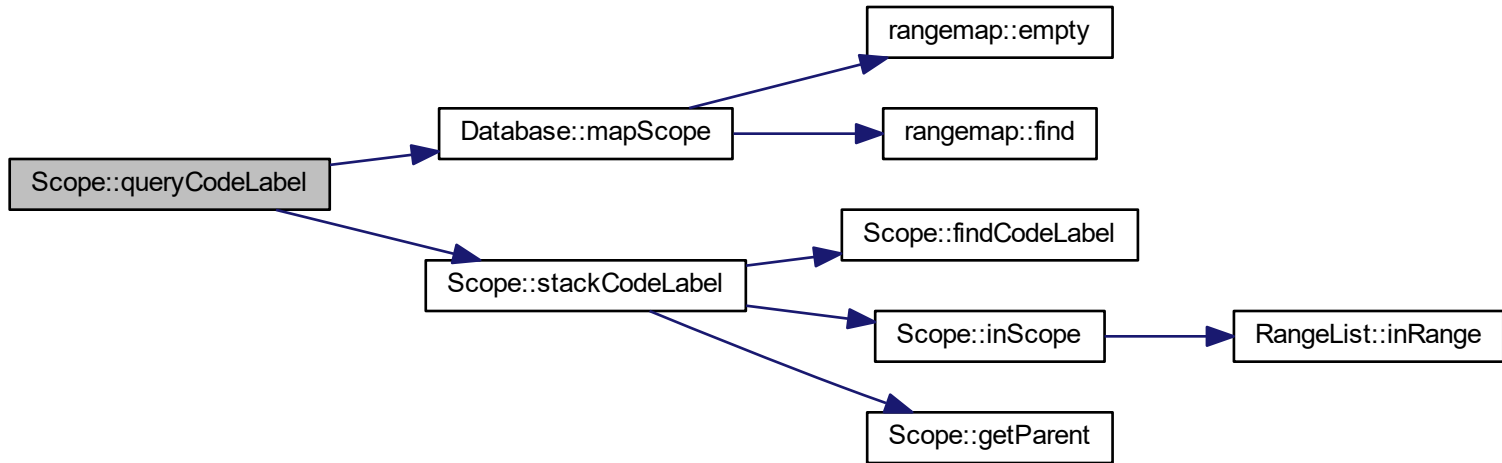 rangemap::empty
Database::mapScope
rangemap::find
Scope::queryCodeLabel
Scope::findCodeLabel
Scope::stackCodeLabel
Scope::inScope
RangeList::inRange
Scope::getParent